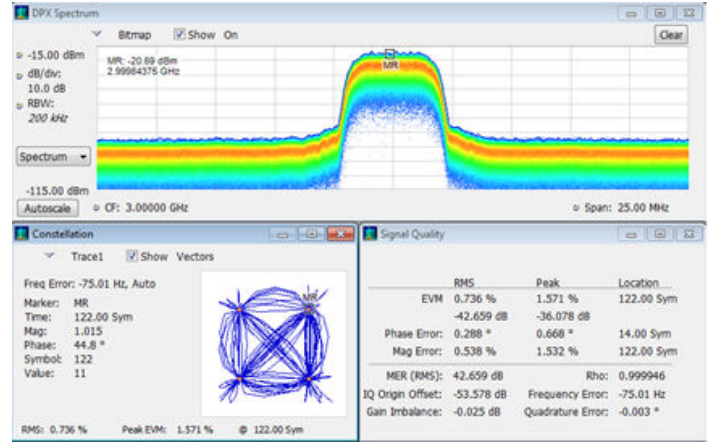 DPX Spectrum
Bitmap Show On Clear
-15.00 dBm
MR: -20.69 dBm
2.99984375 GHz
MR
dB/div:
10.0 dB
RBW:
200 kHz
Spectrum
-115.00 dBm
Autoscale CF: 3.00000 GHz Span: 25.00 MHz
Constellation
Trace1 Show Vectors
Freq Error: -75.01 Hz, Auto
Marker: MR
Time: 122.00 Sym
Mag: 1.015
Phase: 44.8 °
Symbol: 122
Value: 11
MR
RMS: 0.736 % Peak EVM: 1.571 % @ 122.00 Sym
Signal Quality
RMS Peak Location
EVM 0.736 % 1.571 % 122.00 Sym
-42.659 dB -36.078 dB
Phase Error: 0.288 ° 0.668 ° 14.00 Sym
Mag Error: 0.538 % 1.532 % 122.00 Sym
MER (RMS): 42.659 dB Rho: 0.999946
IQ Origin Offset: -53.578 dB Frequency Error: -75.01 Hz
Gain Imbalance: -0.025 dB Quadrature Error: -0.003 °